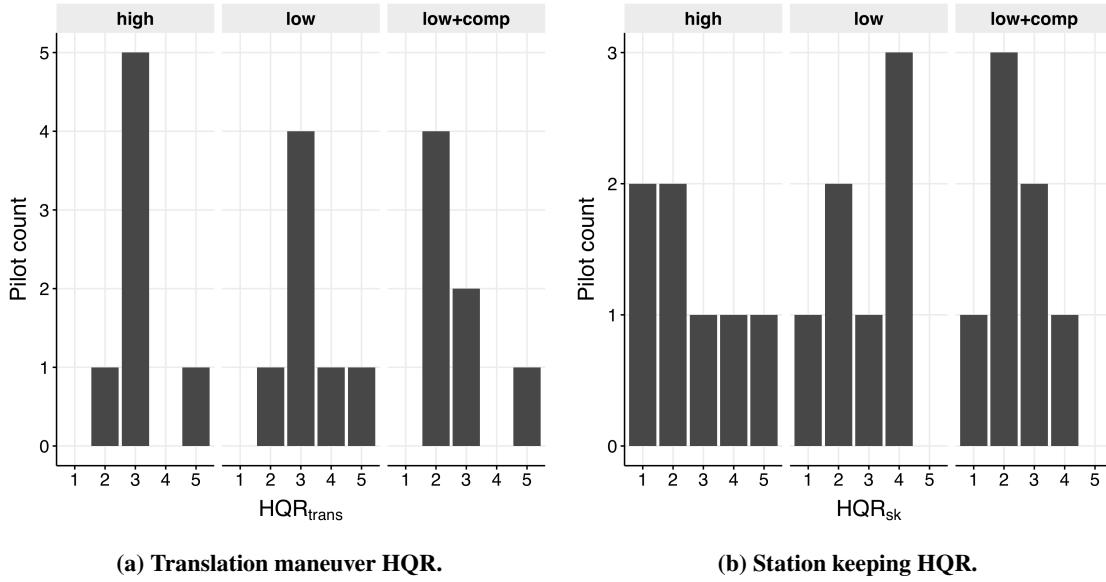 high low low+comp
5
4
3
2
1
0
Pilot count
1 2 3 4 5 1 2 3 4 5 1 2 3 4 5
HQRtrans
(a) Translation maneuver HQR.
high low low+comp
3
2
1
0
Pilot count
1 2 3 4 5 1 2 3 4 5 1 2 3 4 5
HQRsk
(b) Station keeping HQR.